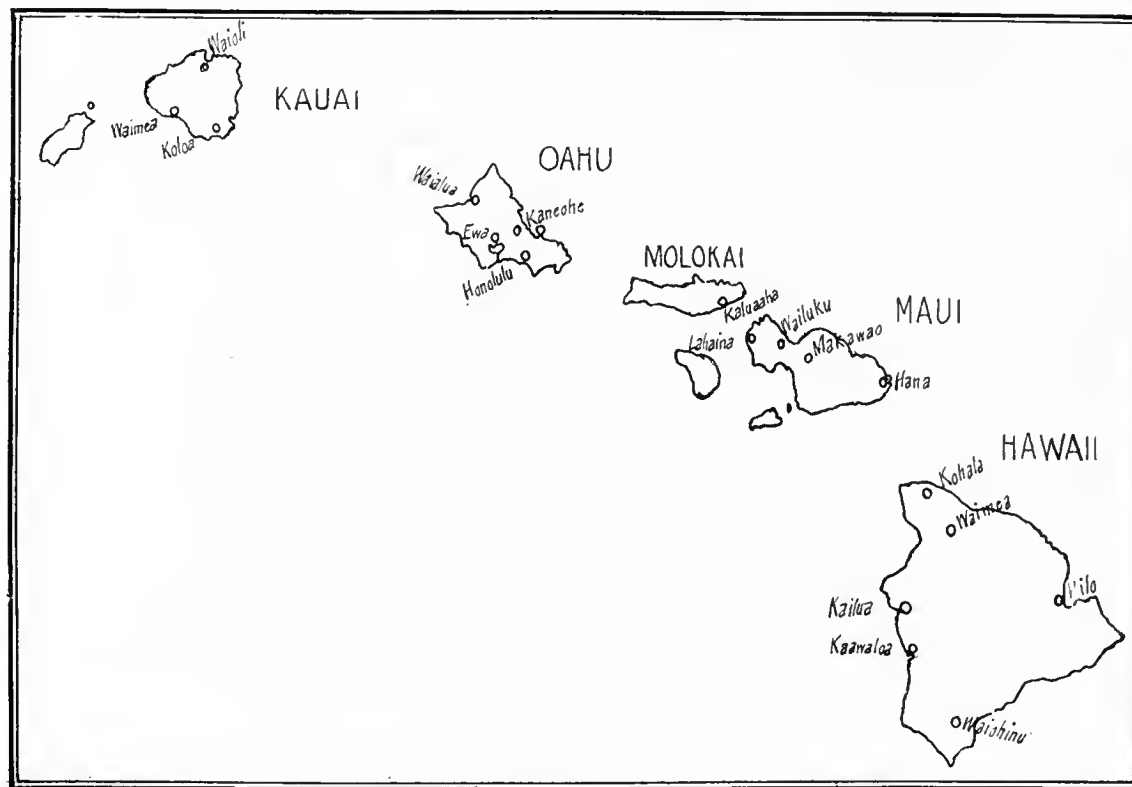 Waioli
KAUAI
Waimea
Koloa
OAHU
Waialua
Kaneohe
Ewa
Honolulu
MOLOKAI
Kaluaaha
MAUI
Lahaina
Wailuku
Makawao
Hana
HAWAII
Kohala
Waimea
Hilo
Kailua
Kaawaloa
Waiohinu